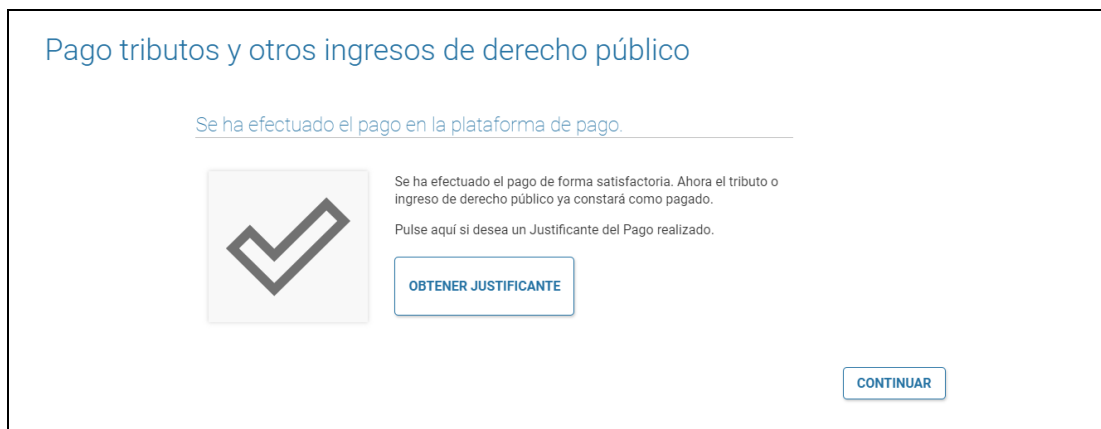 Pago tributos y otros ingresos de derecho público
Se ha efectuado el pago en la plataforma de pago.
Se ha efectuado el pago de forma satisfactoria. Ahora el tributo o
ingreso de derecho público ya constará como pagado.
Pulse aquí si desea un Justificante del Pago realizado.
OBTENER JUSTIFICANTE
CONTINUAR